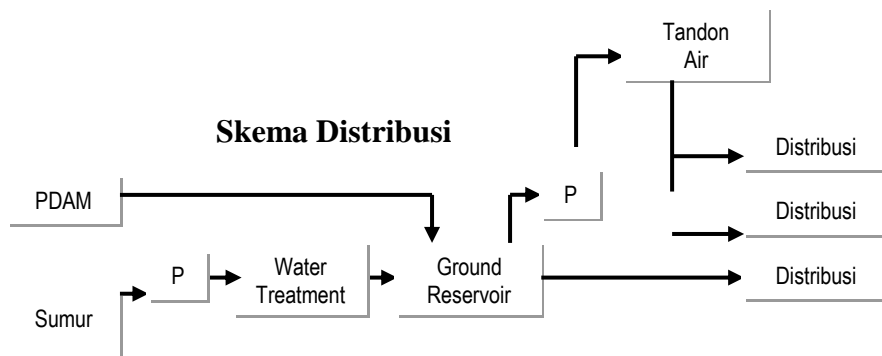 Tandon
Air
Skema Distribusi
Distribusi
PDAM
P
Distribusi
P
Water
Treatment
Ground
Reservoir
Distribusi
Sumur